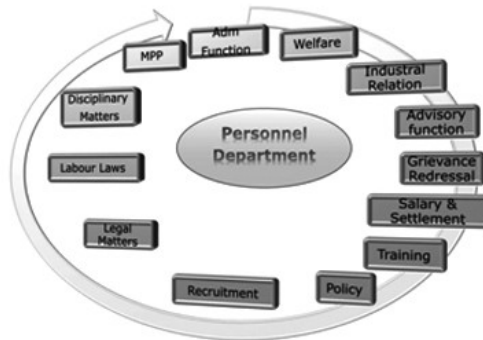 Adm
Function
Welfare
Industrial
Relation
Advisory
function
Grievance
Redressal
Salary &
Settlement
Training
Policy
Recruitment
Legal
Matters
Labour Laws
Disciplinary
Matters
MPP
Personnel
Department